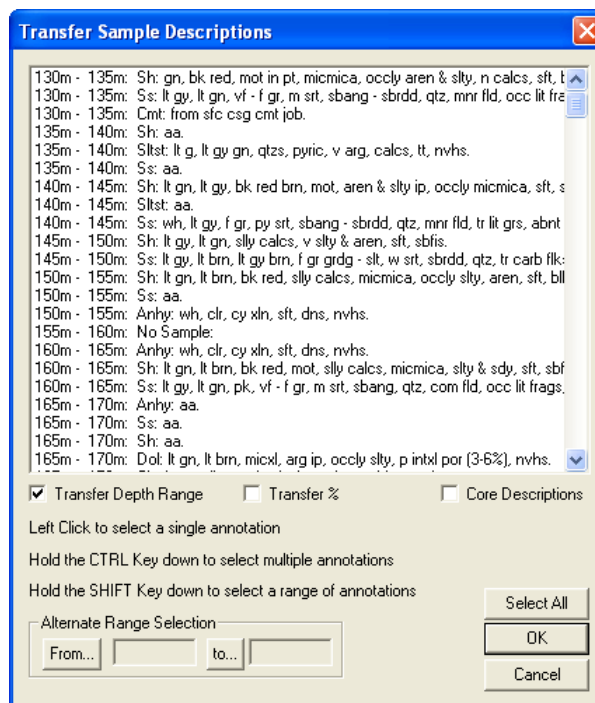 Transfer Sample Descriptions
130m - 135m: Sh: gn, bk red, mot in pt, micmica, occly aren & slty, n calcs, sft,
130m - 135m: Ss: lt gy, lt gn, vf - f gr, m srt, sbang - sbrdd, qtz, mnr fld, occ lit fra
130m - 135m: Cmt: from sfc csg cmt job.
135m - 140m: Sh: aa.
135m - 140m: Sltst: lt g, lt gy gn, qtzs, pyric, v arg, calcs, tt, nvhs.
135m - 140m: Ss: aa.
140m - 145m: Sh: lt gn, lt gy, bk red brn, mot, aren & slty ip, occly micmica, sft, s
140m - 145m: Sltst: aa.
140m - 145m: Ss: wh, lt gy, f gr, py srt, sbang - sbrdd, qtz, mnr fld, tr lit grs, abnt
145m - 150m: Sh: lt gy, lt gn, slly calcs, v slty & aren, sft, sbfis.
145m - 150m: Ss: lt gy, lt brn, lt gy brn, f gr grdg - slt, w srt, sbrdd, qtz, tr carb flk
150m - 155m: Sh: lt gn, lt brn, bk red, slly calcs, micmica, occly slty, aren, sft, bll
150m - 155m: Ss: aa.
150m - 155m: Anhy: wh, clr, cy xln, sft, dns, nvhs.
155m - 160m: No Sample:
160m - 165m: Anhy: wh, clr, cy xln, sft, dns, nvhs.
160m - 165m: Sh: lt gn, lt brn, bk red, mot, slly calcs, micmica, slty & sdy, sft, sbf
160m - 165m: Ss: lt gy, lt gn, pk, vf - f gr, m srt, sbang, qtz, com fld, occ lit frags,
165m - 170m: Anhy: aa.
165m - 170m: Ss: aa.
165m - 170m: Sh: aa.
165m - 170m: Dol: lt gn, lt brn, micxl, arg ip, occly slty, p intxl por (3-6%), nvhs.
Transfer Depth Range Transfer % Core Descriptions
Left Click to select a single annotation
Hold the CTRL Key down to select multiple annotations
Hold the SHIFT Key down to select a range of annotations
Select All
Alternate Range Selection
OK
From... to...
Cancel